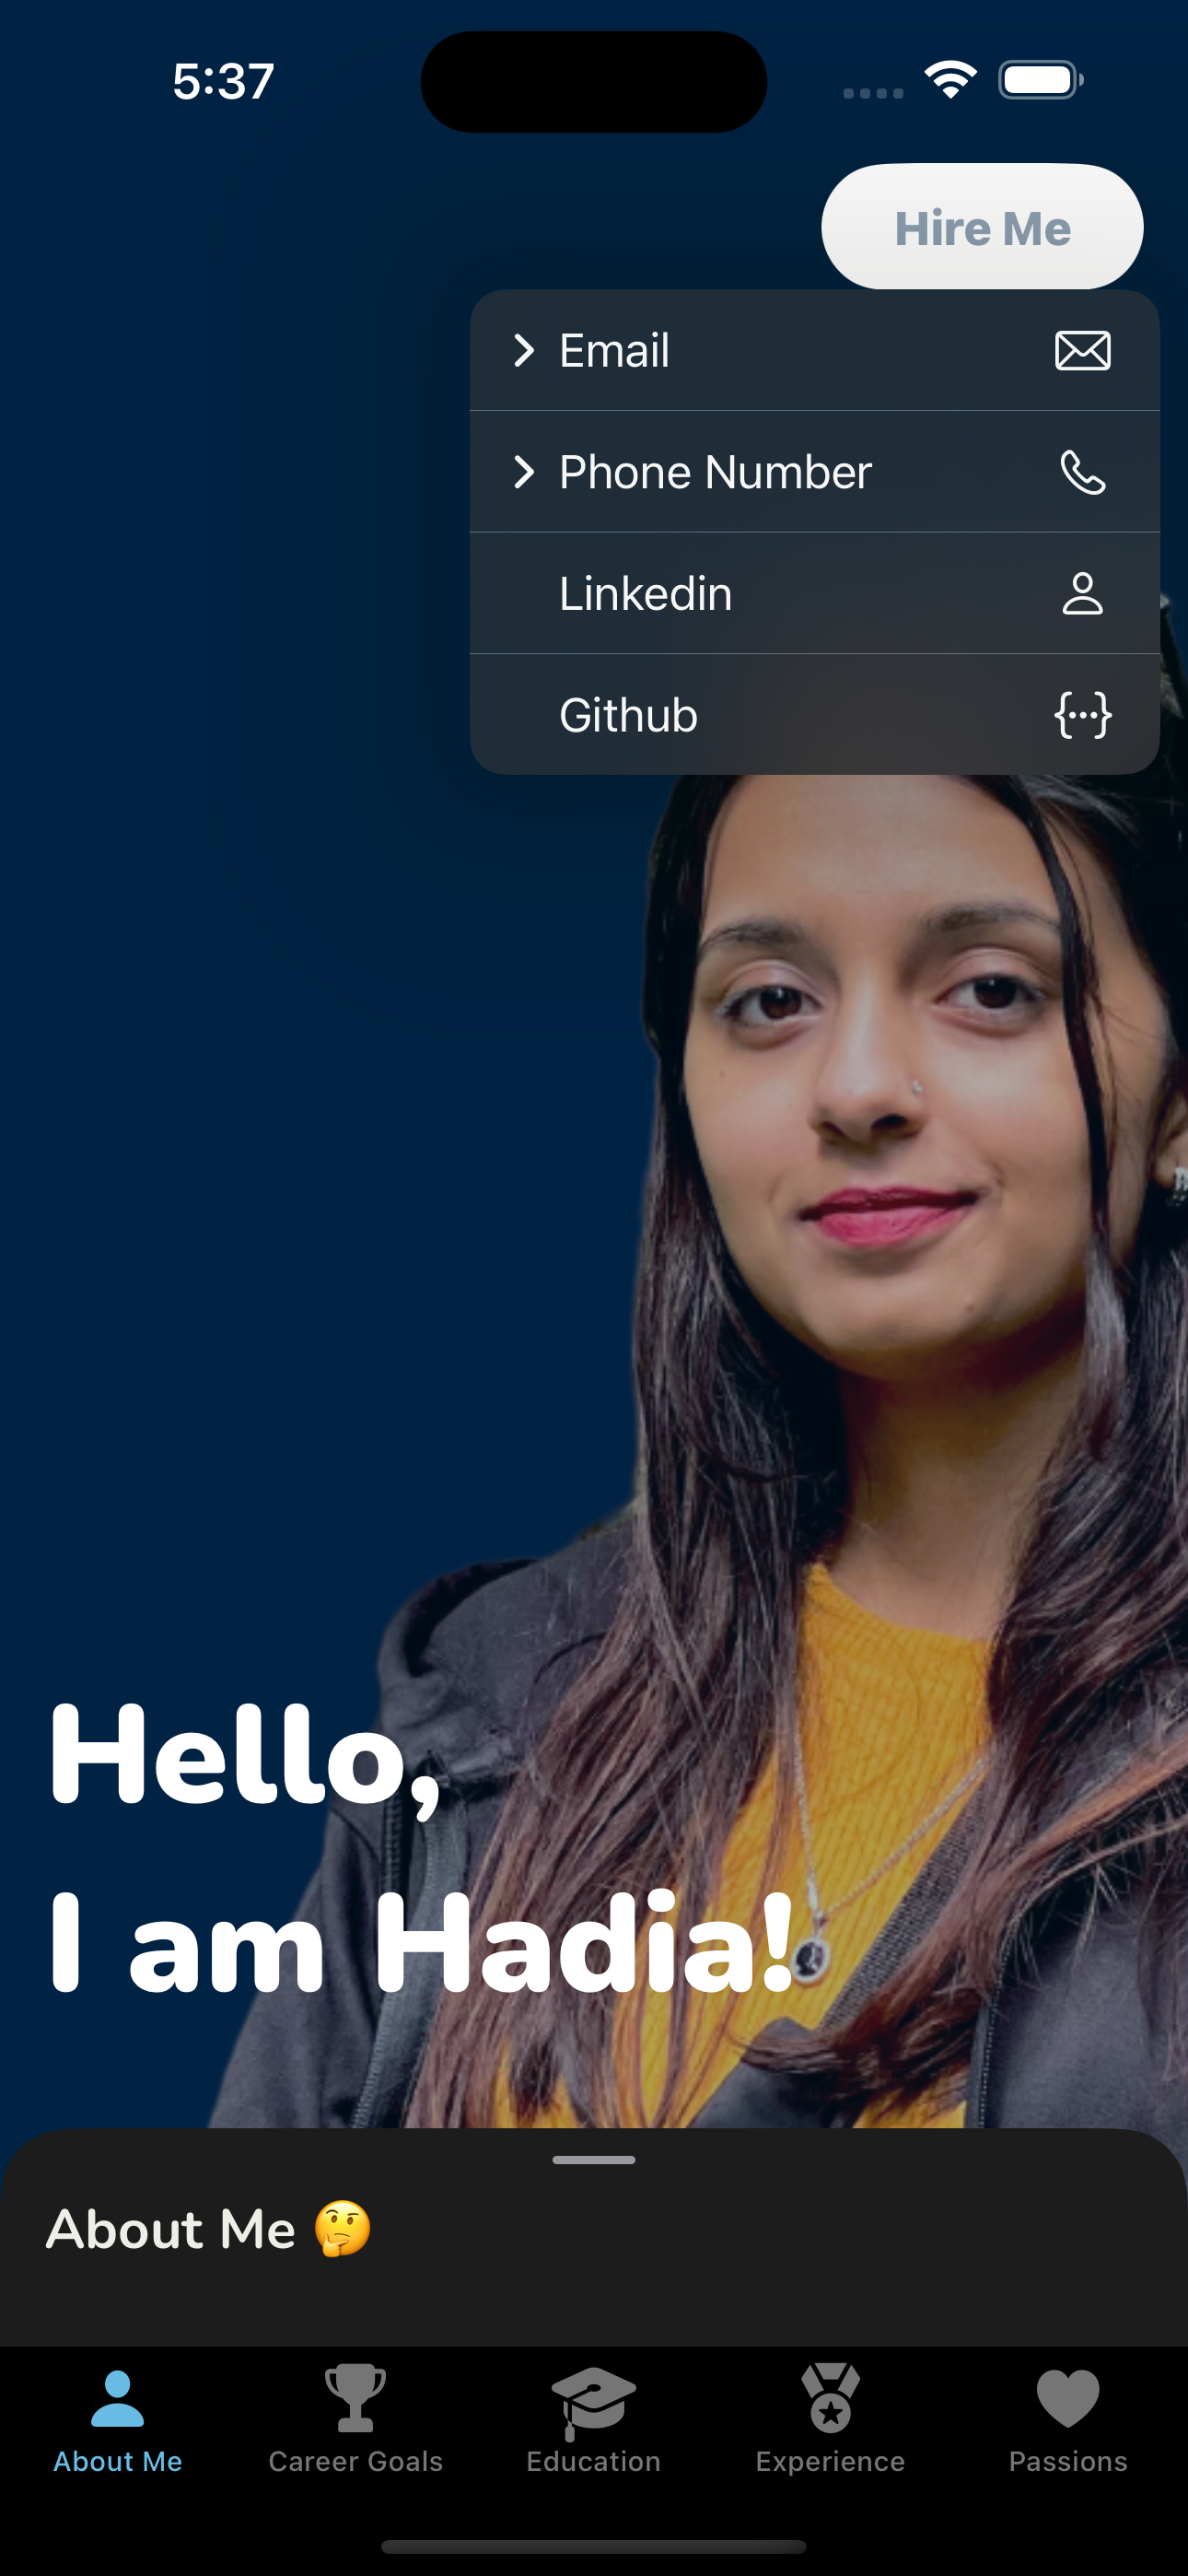 5:37
Hire Me
Email
Phone Number
Linkedin
Github
Hello,
I am Hadia!
About Me 🤔
About Me
Career Goals
Education
Experience
Passions